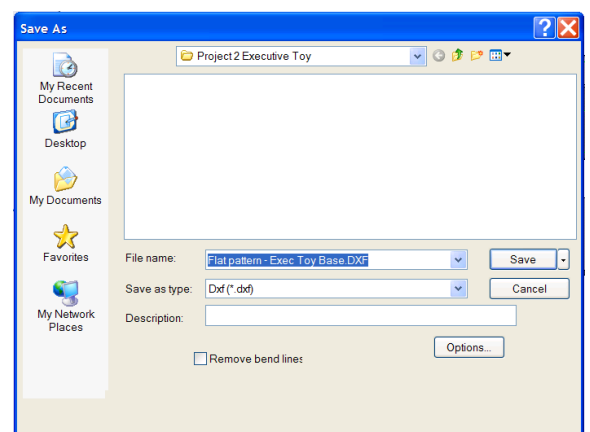 Save As
Project 2 Executive Toy
My Recent
Documents
Desktop
My Documents
Favorites
My Network
Places
File name:
Flat pattern - Exec Toy Base.DXF
Save
Save as type:
Dxf (*.dxf)
Cancel
Description:
Options...
Remove bend lines